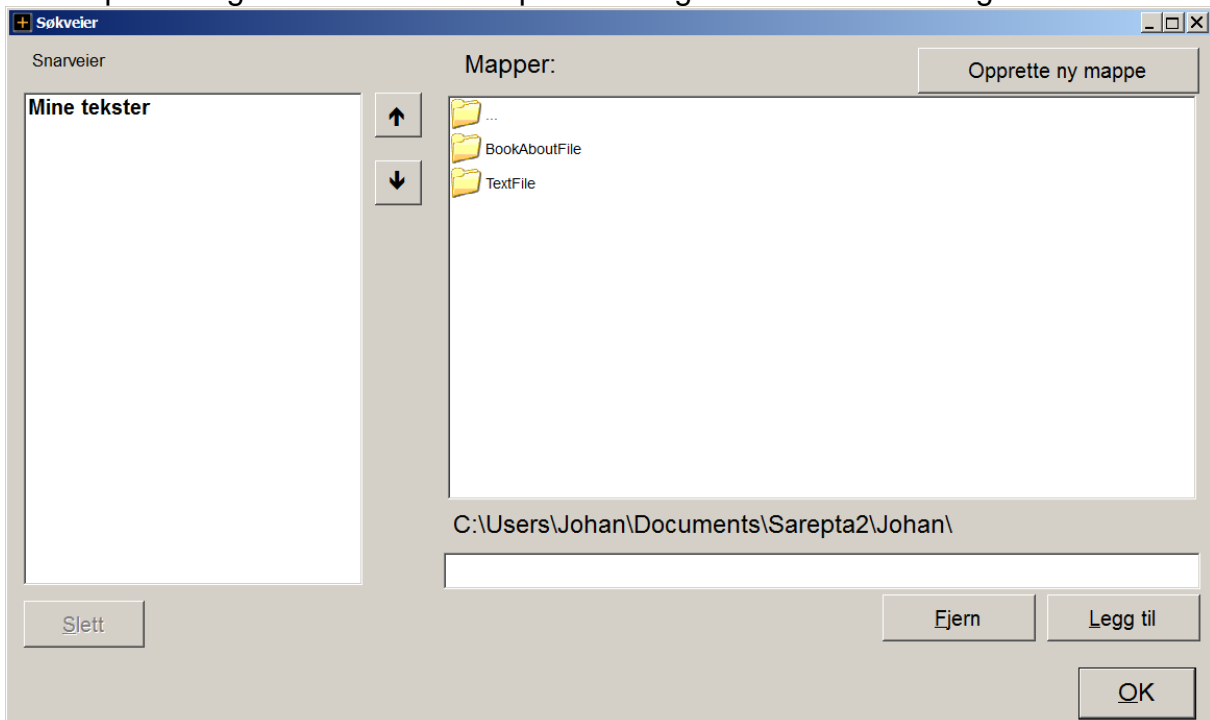 Søkveier
Snarveier
Mine tekster
Mapper:
Opprette ny mappe
...
BookAboutFile
TextFile
C:\Users\Johan\Documents\Sarepta2\Johan\
Slett
Fjern
Legg til
OK